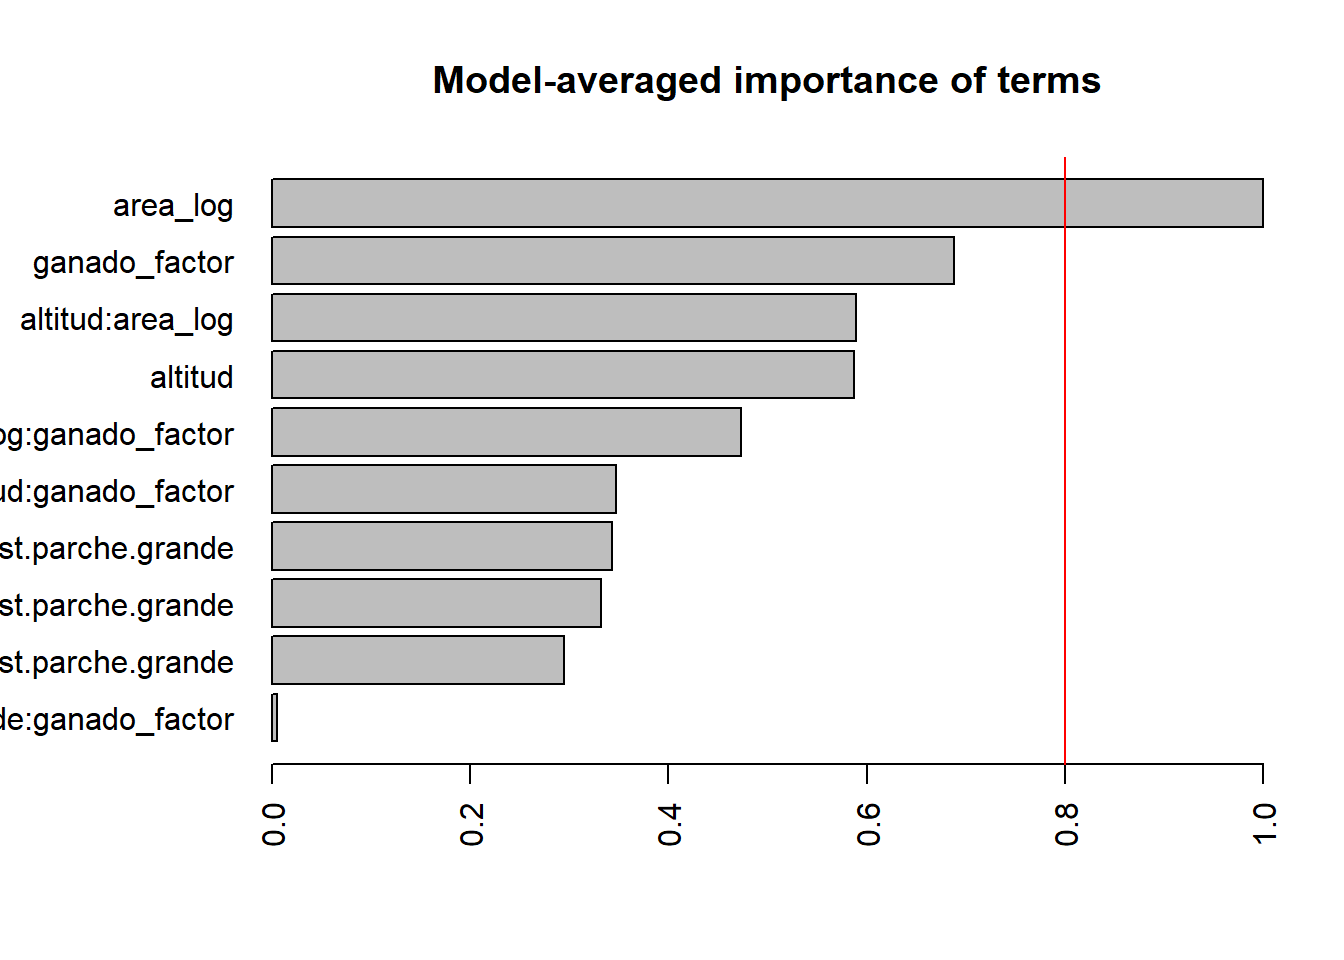 Model-averaged importance of terms
area_log
ganado_factor
altitud:area_log
altitud
og:ganado_factor
ud:ganado_factor
st.parche.grande
st.parche.grande
st.parche.grande
de:ganado_factor
0.0 0.2 0.4 0.6 0.8 1.0